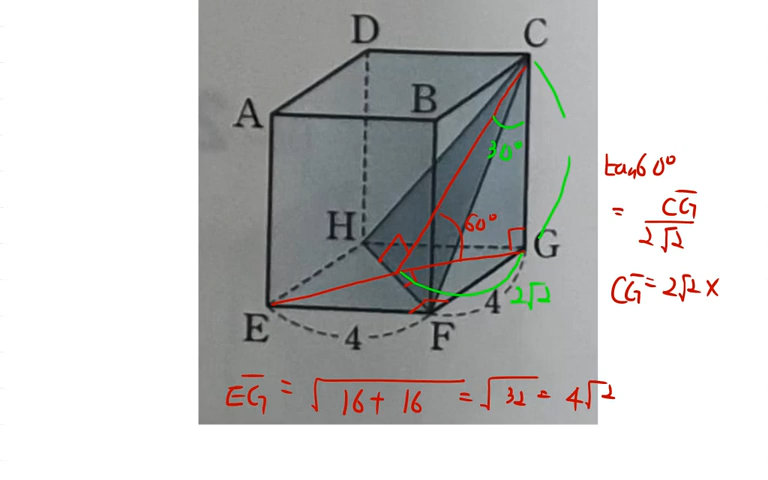 D
C
A
B
30°
tan60°
= CG / 2√2
H
60°
G
CG = 2√2 ×
2√2
4
E
4
F
EG = √16 + 16 = √32 = 4√2